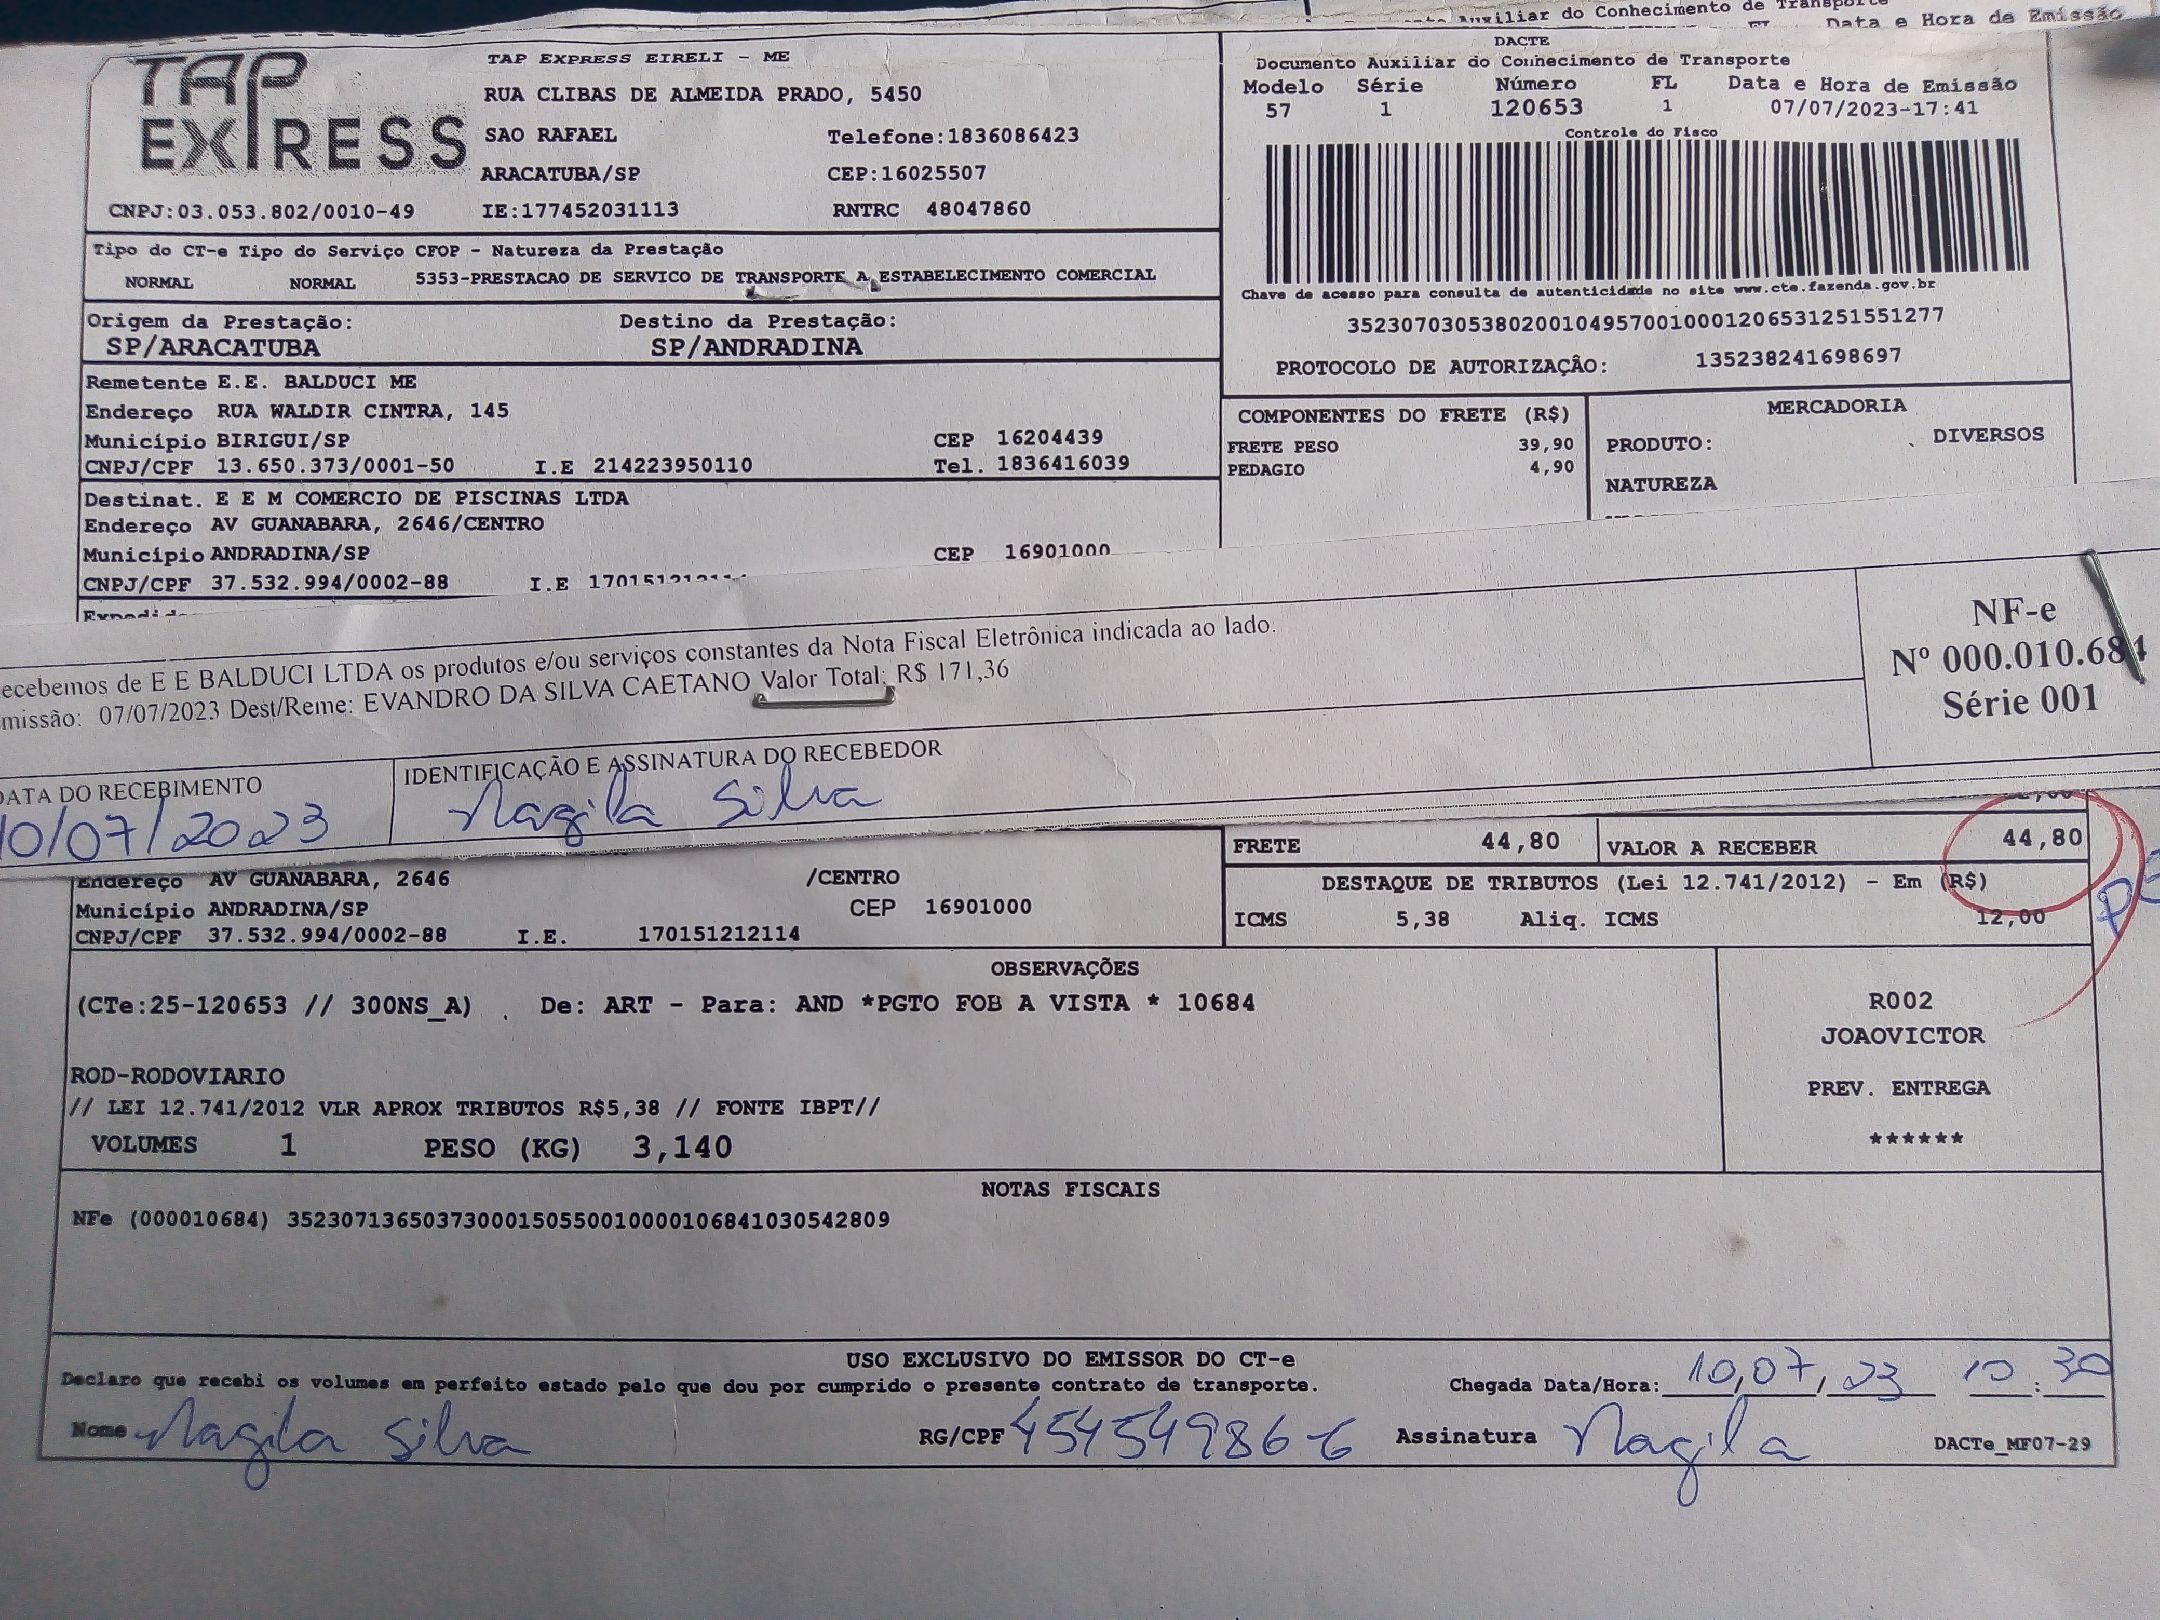 Auxiliar do Conhecimento de Transporte
Data e Hora de Emissão
TAP EXPRESS
TAP EXPRESS EIRELI - ME
RUA CLIBAS DE ALMEIDA PRADO, 5450
SAO RAFAEL Telefone:1836086423
ARACATUBA/SP CEP:16025507
CNPJ:03.053.802/0010-49 IE:177452031113 RNTRC 48047860
DACTE
Documento Auxiliar do Conhecimento de Transporte
Modelo Série Número FL Data e Hora de Emissão
57 1 120653 1 07/07/2023-17:41
Controle do Fisco
Chave de acesso para consulta de autenticidade no site www.cte.fazenda.gov.br
35230703053802001049570010001206531251551277
PROTOCOLO DE AUTORIZAÇÂO: 135238241698697
Tipo do CT-e Tipo do Serviço CFOP - Natureza da Prestação
NORMAL NORMAL 5353-PRESTACAO DE SERVICO DE TRANSPORTE A ESTABELECIMENTO COMERCIAL
Origem da Prestação: Destino da Prestação:
SP/ARACATUBA SP/ANDRADINA
Remetente E.E. BALDUCI ME
Endereço RUA WALDIR CINTRA, 145
Município BIRIGUI/SP CEP 16204439
CNPJ/CPF 13.650.373/0001-50 I.E 214223950110 Tel. 1836416039
Destinat. E E M COMERCIO DE PISCINAS LTDA
Endereço AV GUANABARA, 2646/CENTRO
Município ANDRADINA/SP CEP 16901000
CNPJ/CPF 37.532.994/0002-88 I.E 170151212114
COMPONENTES DO FRETE (R$)
FRETE PESO 39,90
PEDAGIO 4,90
MERCADORIA
PRODUTO: DIVERSOS
NATUREZA
ecebemos de E E BALDUCI LTDA os produtos e/ou serviços constantes da Nota Fiscal Eletrônica indicada ao lado.
missão: 07/07/2023 Dest/Reme: EVANDRO DA SILVA CAETANO Valor Total: R$ 171,36
NF-e
Nº 000.010.684
Série 001
DATA DO RECEBIMENTO IDENTIFICAÇÃO E ASSINATURA DO RECEBEDOR
10/07/2023 Nagila Silva
FRETE 44,80 VALOR A RECEBER 44,80
Endereço AV GUANABARA, 2646 /CENTRO
Município ANDRADINA/SP CEP 16901000
CNPJ/CPF 37.532.994/0002-88 I.E. 170151212114
DESTAQUE DE TRIBUTOS (Lei 12.741/2012) - Em (R$)
ICMS 5,38 Aliq. ICMS 12,00
OBSERVAÇÕES
(CTe:25-120653 // 300NS_A) De: ART - Para: AND *PGTO FOB A VISTA * 10684
ROD-RODOVIARIO
// LEI 12.741/2012 VLR APROX TRIBUTOS R$5,38 // FONTE IBPT//
VOLUMES 1 PESO (KG) 3,140
R002
JOAOVICTOR
PREV. ENTREGA
******
NOTAS FISCAIS
NFe (000010684) 35230713650373000150550010000106841030542809
USO EXCLUSIVO DO EMISSOR DO CT-e
Declaro que recebi os volumes em perfeito estado pelo que dou por cumprido o presente contrato de transporte. Chegada Data/Hora: 10/07/23 10:30
Nome Nagila Silva RG/CPF 45454986-6 Assinatura Nagila DACTe_MF07-29